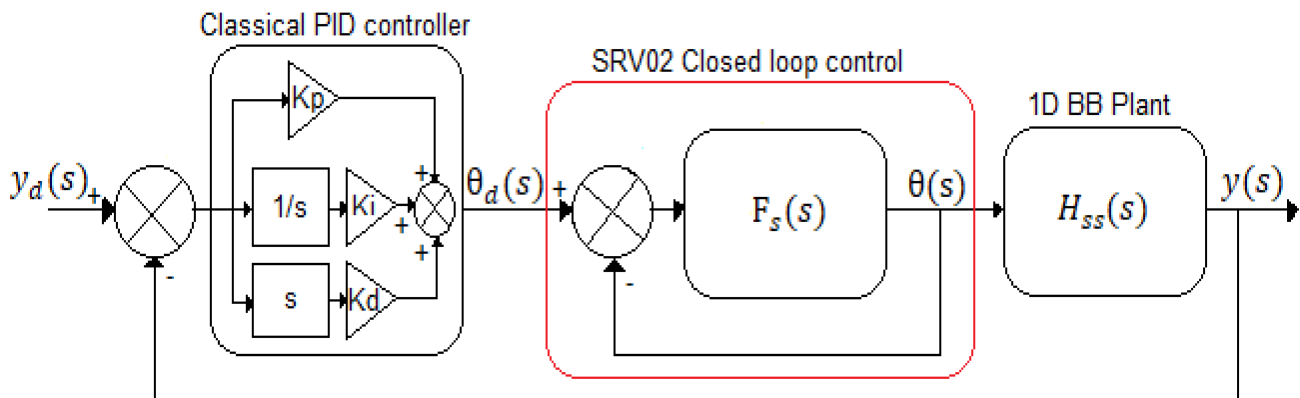 Classical PID controller
SRV02 Closed loop control
1D BB Plant
Kp
y_d(s) +
-
1/s
Ki
s
Kd
+
+
+
θ_d(s) +
-
F_s(s)
θ(s)
H_ss(s)
y(s)